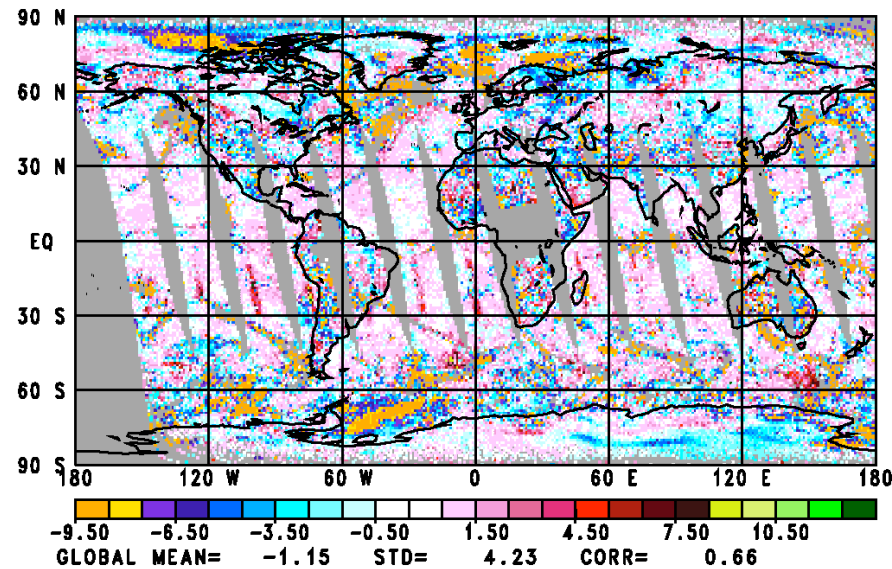 90 N
60 N
30 N
EQ
30 S
60 S
90 S
180 120 W 60 W 0 60 E 120 E 180
-9.50 -6.50 -3.50 -0.50 1.50 4.50 7.50 10.50
GLOBAL MEAN= -1.15 STD= 4.23 CORR= 0.66